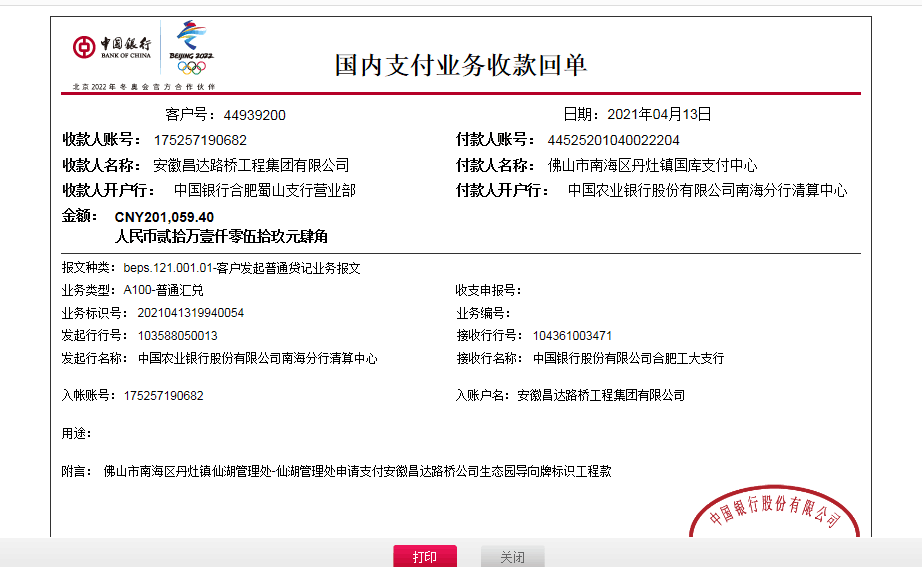 中国银行
BANK OF CHINA
BEIJING 2022
北京2022年冬奥会官方合作伙伴
国内支付业务收款回单
客户号：44939200 日期：2021年04月13日
收款人账号：175257190682 付款人账号：44525201040022204
收款人名称：安徽昌达路桥工程集团有限公司 付款人名称：佛山市南海区丹灶镇国库支付中心
收款人开户行：中国银行合肥蜀山支行营业部 付款人开户行：中国农业银行股份有限公司南海分行清算中心
金额：CNY201,059.40
人民币贰拾万壹仟零伍拾玖元肆角
报文种类：beps.121.001.01-客户发起普通贷记业务报文
业务类型：A100-普通汇兑 收支申报号：
业务标识号：2021041319940054 业务编号：
发起行行号：103588050013 接收行行号：104361003471
发起行名称：中国农业银行股份有限公司南海分行清算中心 接收行名称：中国银行股份有限公司合肥工大支行
入帐账号：175257190682 入账户名：安徽昌达路桥工程集团有限公司
用途：
附言：佛山市南海区丹灶镇仙湖管理处-仙湖管理处申请支付安徽昌达路桥公司生态园导向牌标识工程款
中国银行股份有限公司
打印 关闭